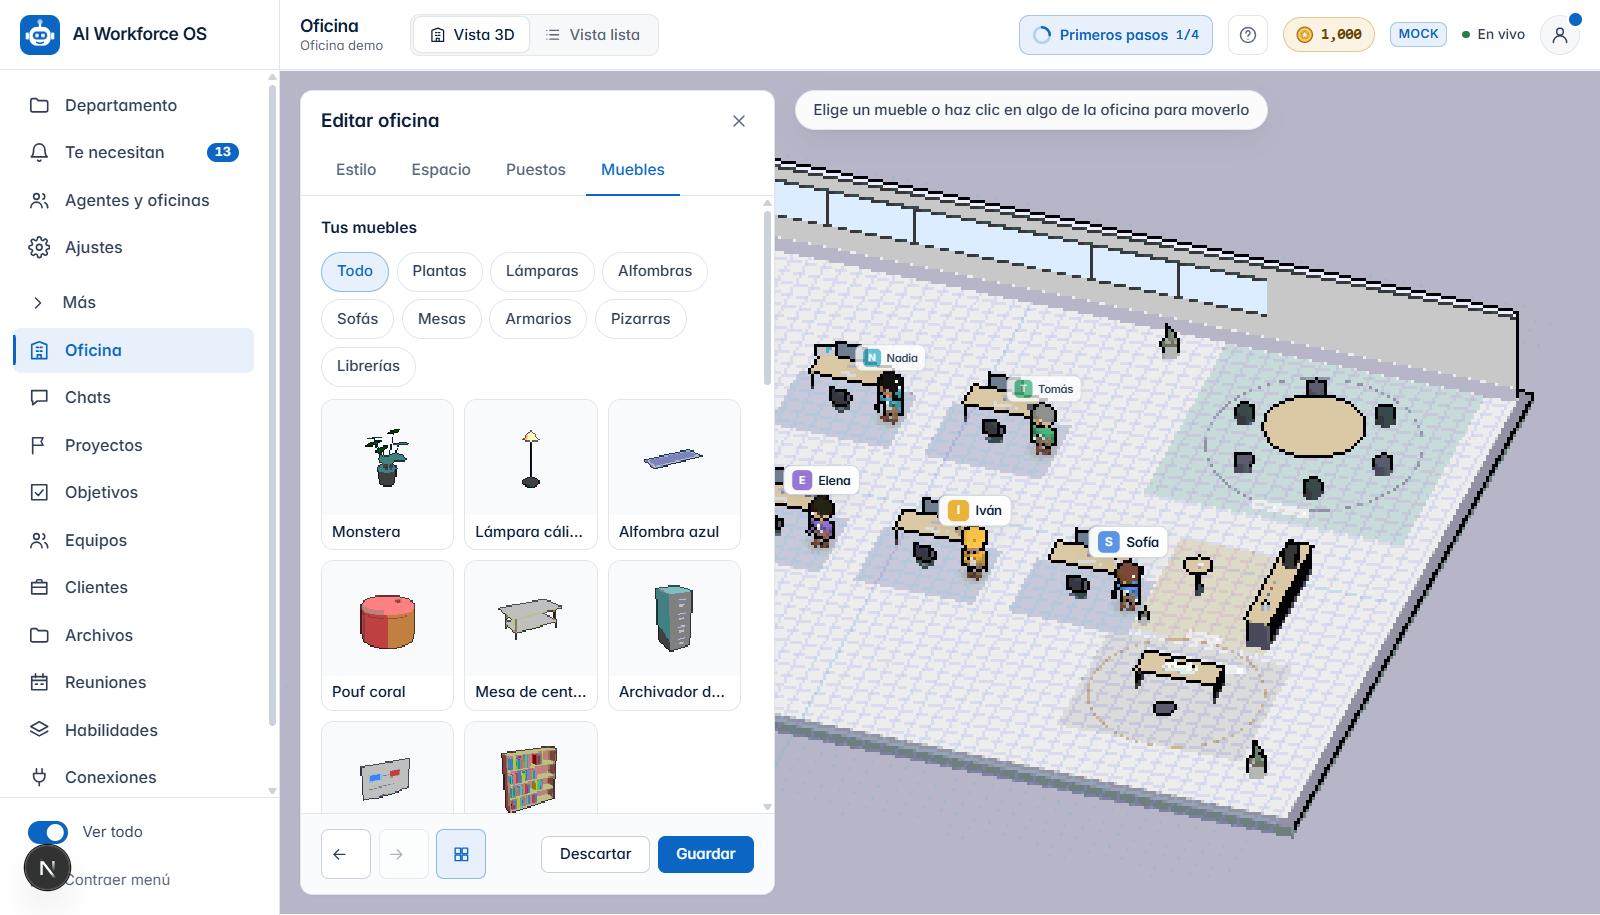 AI Workforce OS
Oficina
Oficina demo
Vista 3D
Vista lista
Primeros pasos 1/4
1,000
MOCK
En vivo
Departamento
Te necesitan 13
Agentes y oficinas
Ajustes
Más
Oficina
Chats
Proyectos
Objetivos
Equipos
Clientes
Archivos
Reuniones
Habilidades
Conexiones
Ver todo
N
Contraer menú
Editar oficina
Estilo Espacio Puestos Muebles
Tus muebles
Todo Plantas Lámparas Alfombras
Sofás Mesas Armarios Pizarras
Librerías
Monstera Lámpara cáli... Alfombra azul
Pouf coral Mesa de cent... Archivador d...
Descartar Guardar
Elige un mueble o haz clic en algo de la oficina para moverlo
N Nadia
T Tomás
E Elena
I Iván
S Sofía